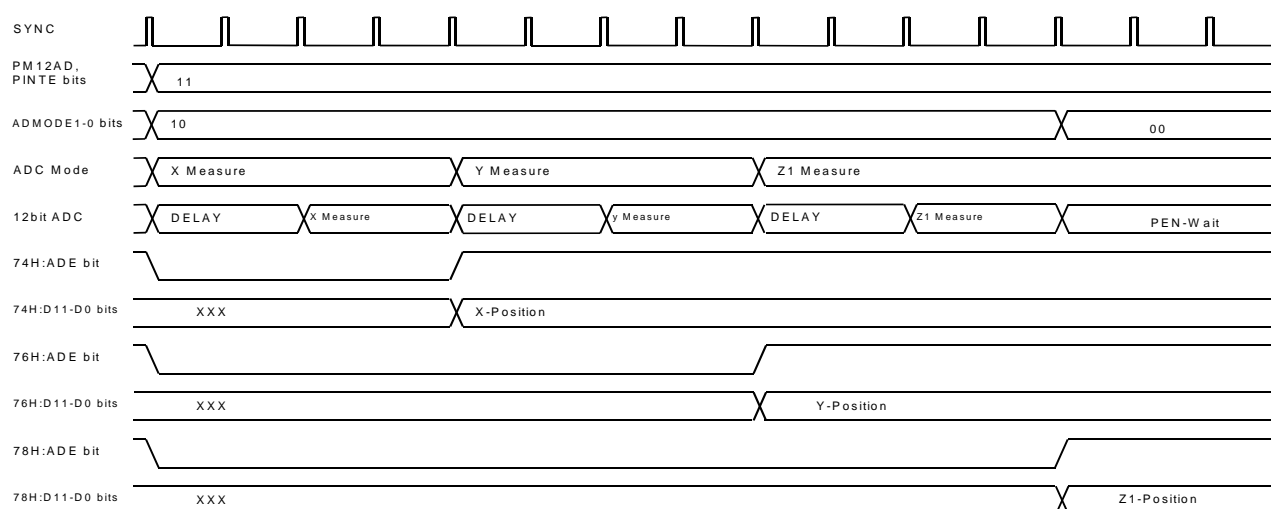 SYNC
PM12AD,
PINTE bits
11
ADMODE1-0 bits
10
00
ADC Mode
X Measure
Y Measure
Z1 Measure
12bit ADC
DELAY
X Measure
DELAY
y Measure
DELAY
Z1 Measure
PEN-Wait
74H:ADE bit
74H:D11-D0 bits
XXX
X-Position
76H:ADE bit
76H:D11-D0 bits
XXX
Y-Position
78H:ADE bit
78H:D11-D0 bits
XXX
Z1-Position